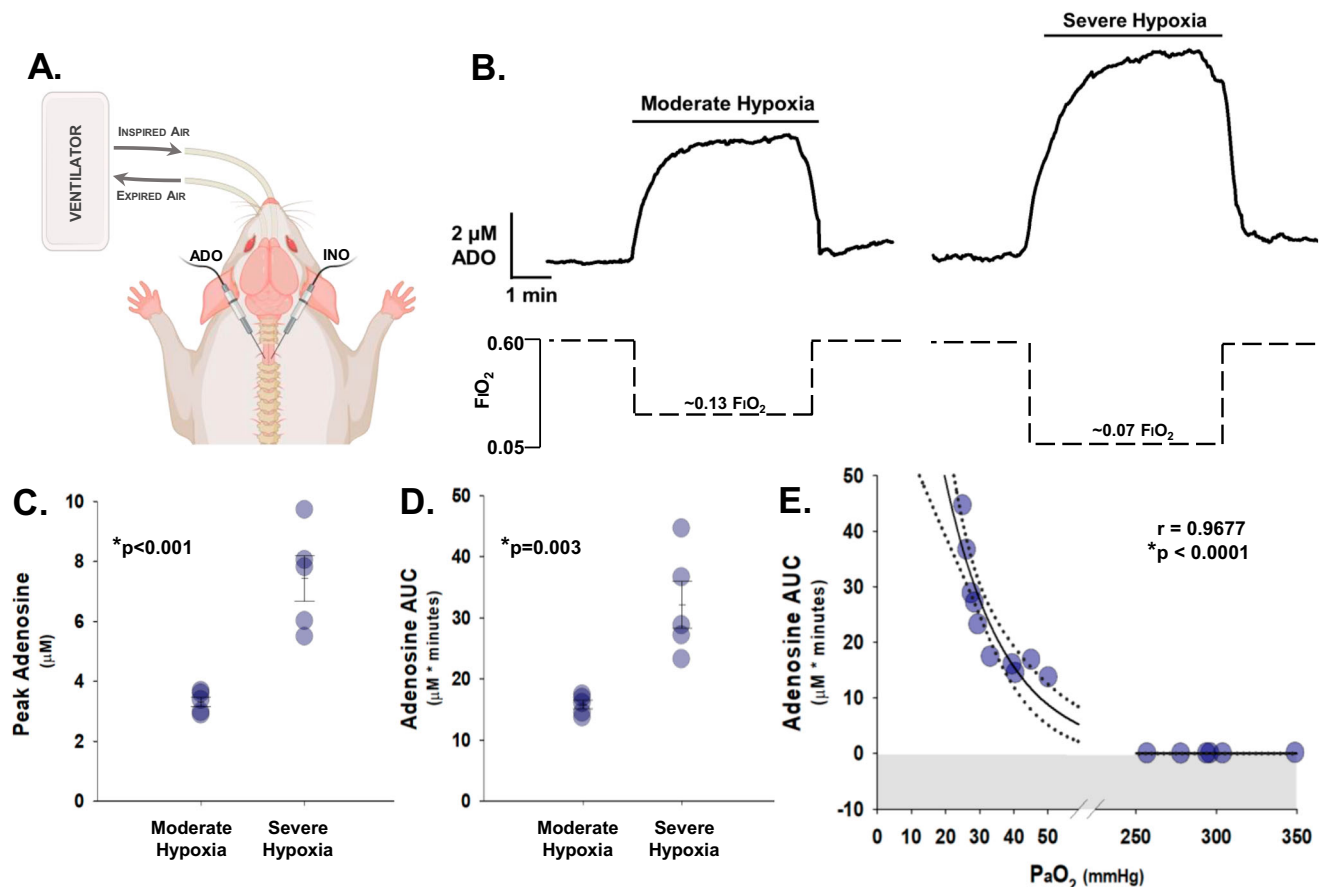 A.
VENTILATOR
INSPIRED AIR
EXPIRED AIR
ADO
INO
B.
Moderate Hypoxia
Severe Hypoxia
2 µM
ADO
1 min
0.60
FIO2
0.05
~0.13 FIO2
~0.07 FIO2
C.
*p<0.001
Peak Adenosine
(µM)
10
8
6
4
2
0
Moderate
Hypoxia
Severe
Hypoxia
D.
*p=0.003
Adenosine AUC
(µM * minutes)
50
40
30
20
10
0
Moderate
Hypoxia
Severe
Hypoxia
E.
r = 0.9677
*p < 0.0001
Adenosine AUC
(µM * minutes)
50
40
30
20
10
0
-10
0 10 20 30 40 50 250 300 350
PaO2 (mmHg)